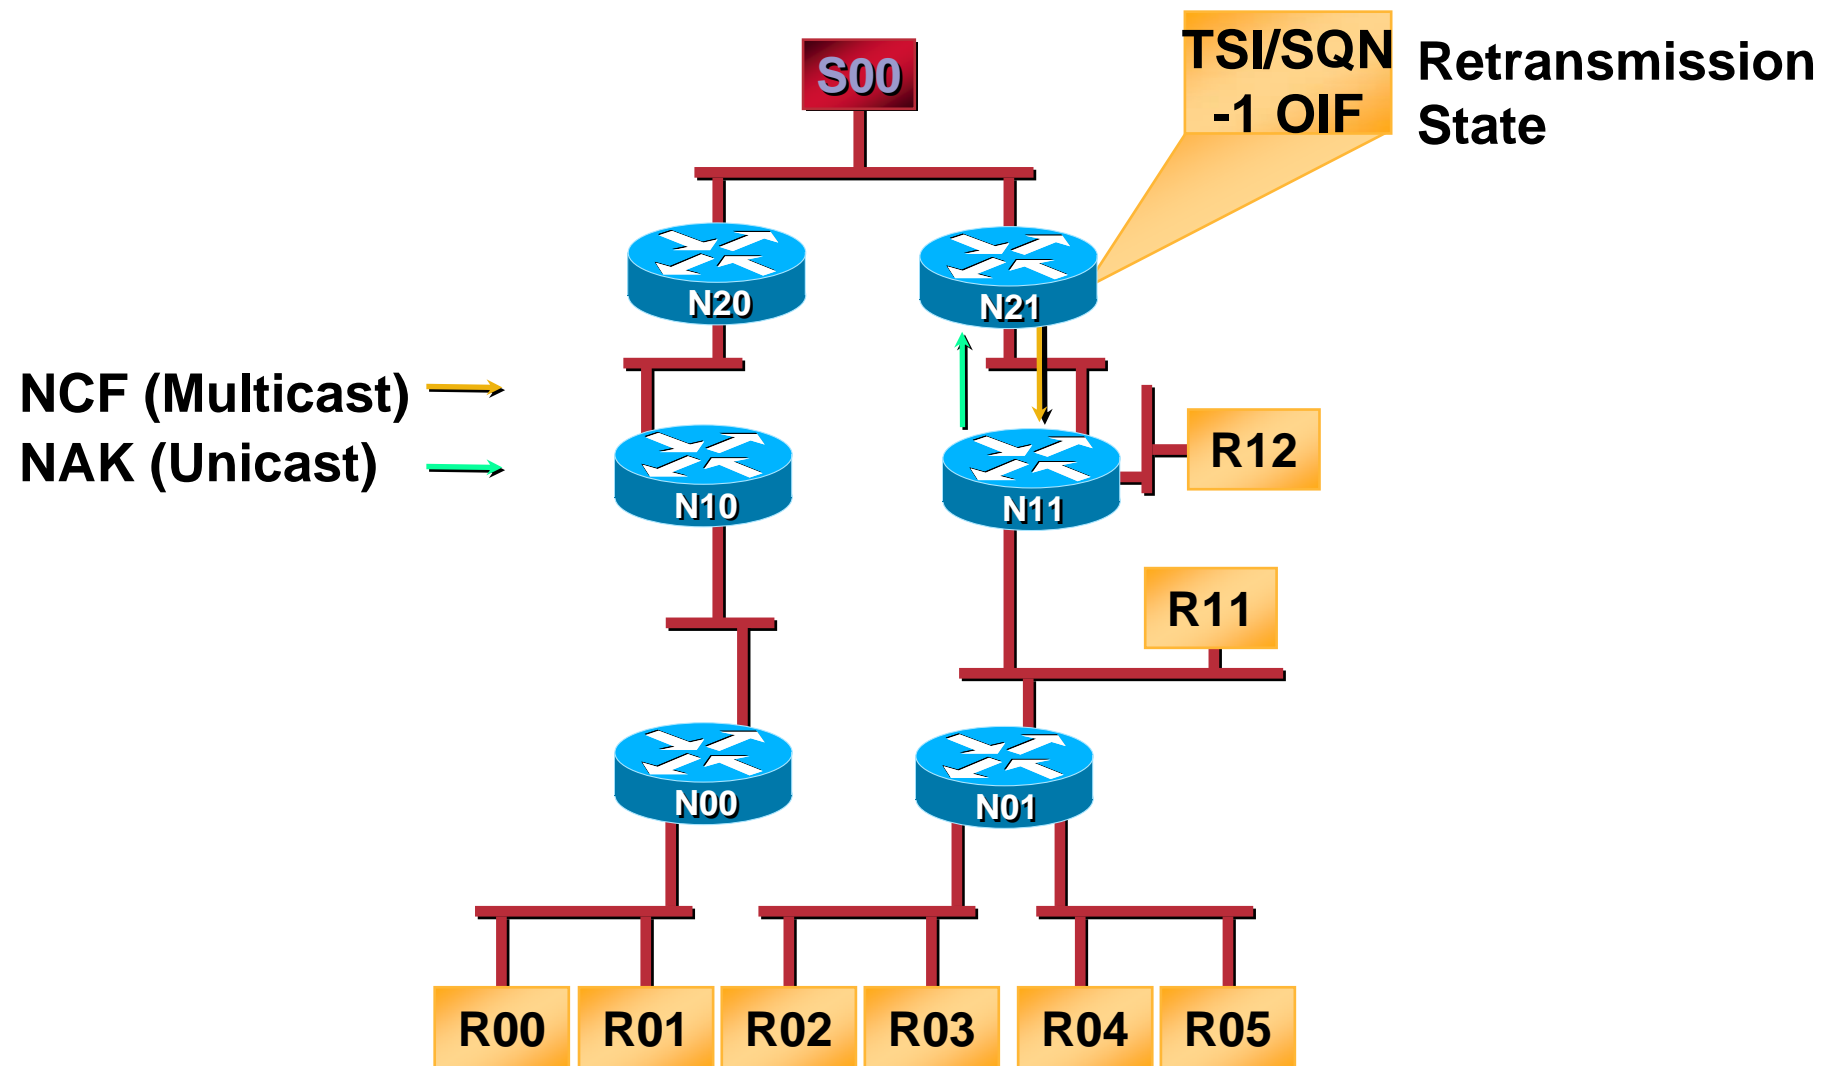 S00
TSI/SQN
-1 OIF
Retransmission
State
N20
N21
NCF (Multicast)
NAK (Unicast)
N10
N11
R12
R11
N00
N01
R00
R01
R02
R03
R04
R05